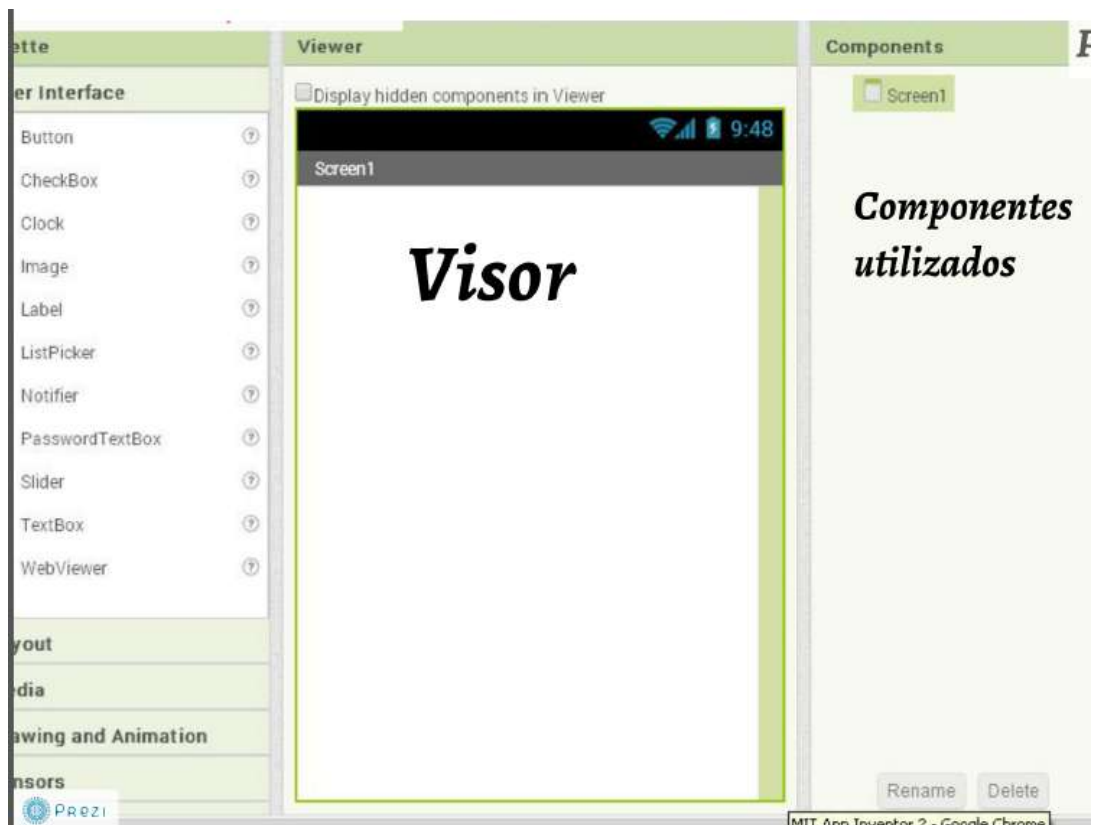 ette
er Interface
Button
CheckBox
Clock
Image
Label
ListPicker
Notifier
PasswordTextBox
Slider
TextBox
WebViewer
yout
dia
awing and Animation
nsors
Prezi
Viewer
Display hidden components in Viewer
9:48
Screen1
Visor
Components
Screen1
Componentes
utilizados
Rename Delete
MIT App Inventor 2 - Google Chrome
P